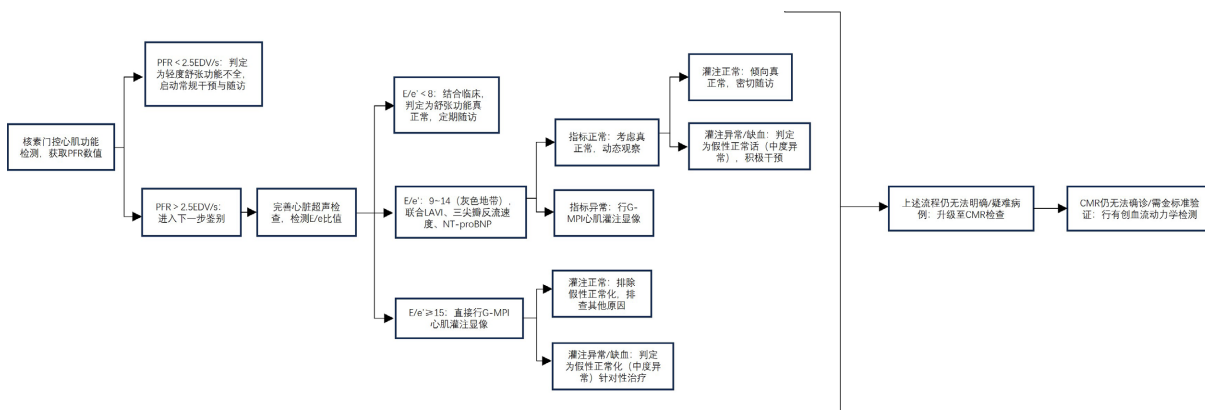 核素门控心肌功能
检测，获取PFR数值
PFR＜2.5EDV/s：判定
为轻度舒张功能不全，
启动常规干预与随访
PFR＞2.5EDV/s：
进入下一步鉴别
完善心脏超声检
查，检测E/e比值
E/e'＜8：结合临床，
判定为舒张功能真
正常，定期随访
E/e'：9~14（灰色地带），
联合LAVI、三尖瓣反流速
度、NT-proBNP
E/e'≥15：直接行G-MPI
心肌灌注显像
指标正常：考虑真
正常，动态观察
指标异常：行G-
MPI心肌灌注显像
灌注正常：排除
假性正常化，排
查其他原因
灌注异常/缺血：判定
为假性正常化（中度异
常）针对性治疗
灌注正常：倾向真
正常，密切随访
灌注异常/缺血：判定
为假性正常话（中度异
常），积极干预
上述流程仍无法明确/疑难病
例：升级至CMR检查
CMR仍无法确诊/需金标准验
证：行有创血流动力学检测